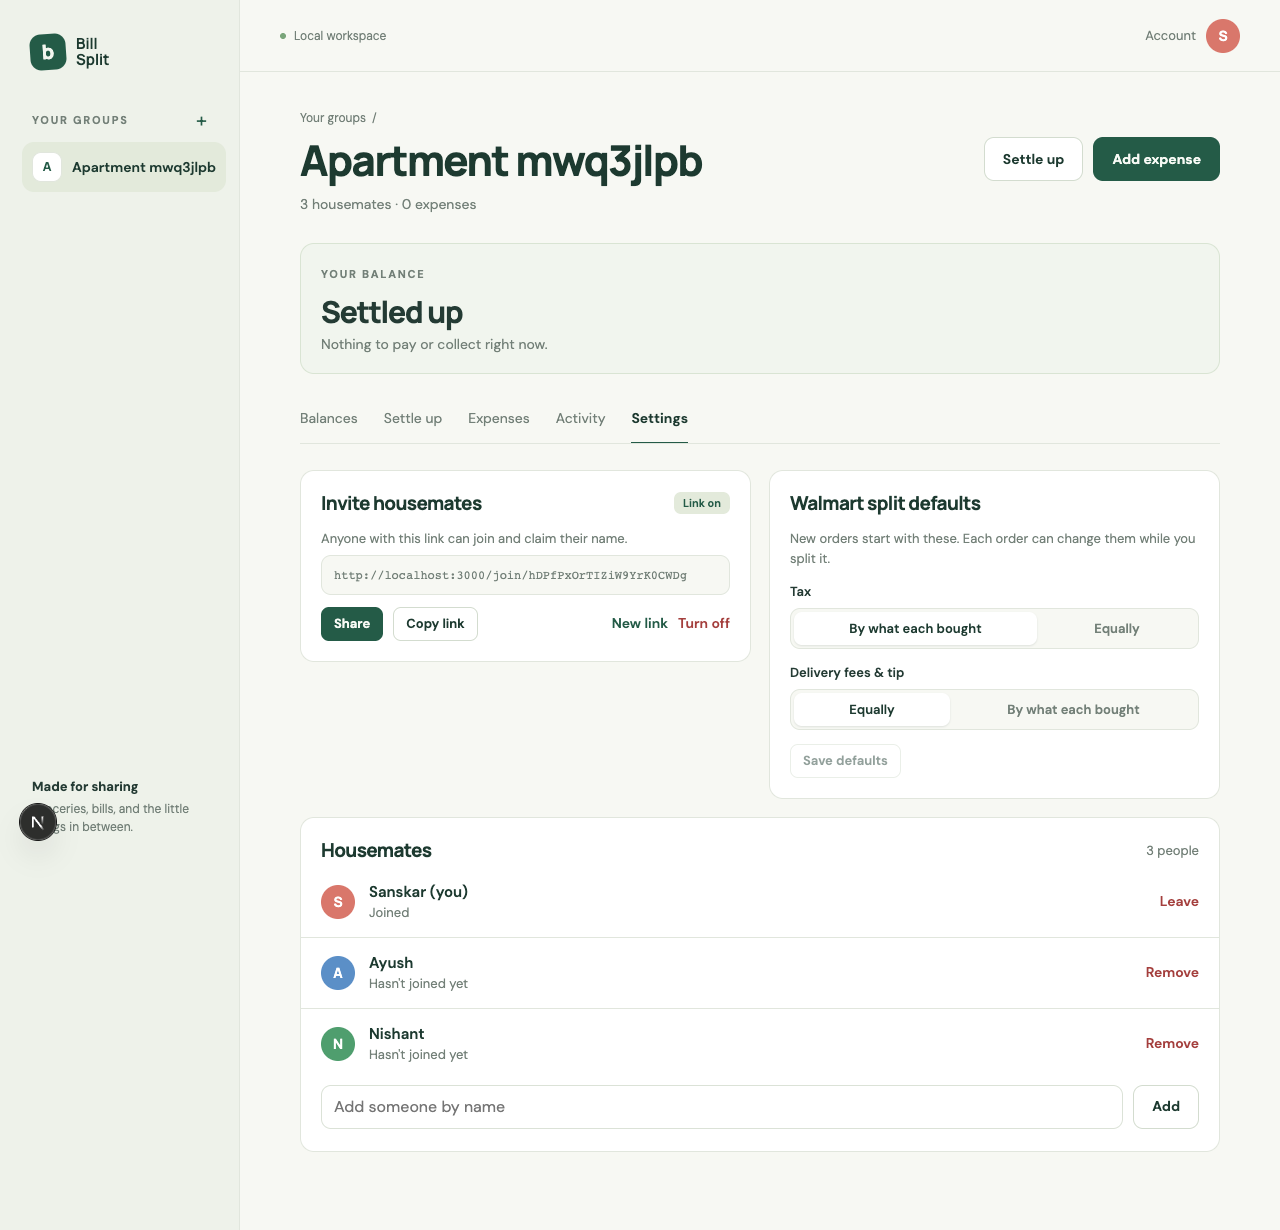 b
Bill
Split
YOUR GROUPS
+
A
Apartment mwq3jlpb
Made for sharing
ceries, bills, and the little
gs in between.
N
Local workspace
Account
S
Your groups /
Apartment mwq3jlpb
3 housemates · 0 expenses
Settle up
Add expense
YOUR BALANCE
Settled up
Nothing to pay or collect right now.
Balances
Settle up
Expenses
Activity
Settings
Invite housemates
Link on
Anyone with this link can join and claim their name.
http://localhost:3000/join/hDPfPxOrTIZiW9YrK0CWDg
Share
Copy link
New link
Turn off
Walmart split defaults
New orders start with these. Each order can change them while you
split it.
Tax
By what each bought
Equally
Delivery fees & tip
Equally
By what each bought
Save defaults
Housemates
3 people
S
Sanskar (you)
Joined
Leave
A
Ayush
Hasn't joined yet
Remove
N
Nishant
Hasn't joined yet
Remove
Add someone by name
Add